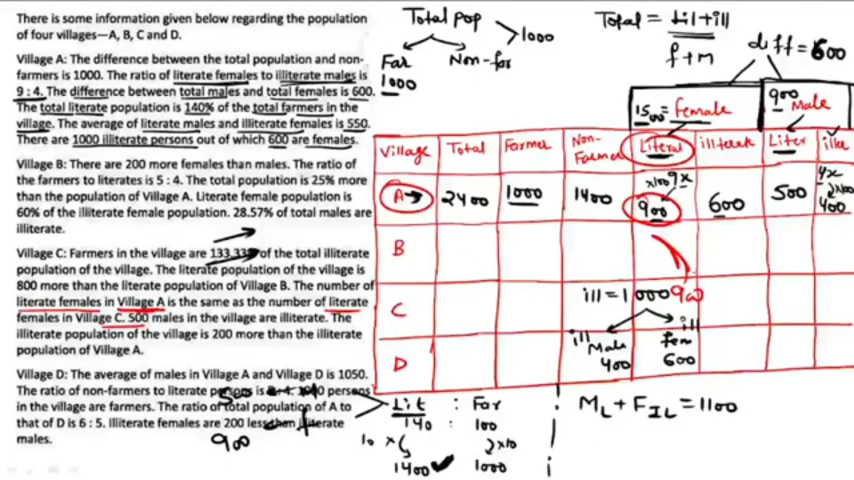 There is some information given below regarding the population
of four villages—A, B, C and D.
Village A: The difference between the total population and non-
farmers is 1000. The ratio of literate females to illiterate males is
9 : 4. The difference between total males and total females is 600.
The total literate population is 140% of the total farmers in the
village. The average of literate males and illiterate females is 550.
There are 1000 illiterate persons out of which 600 are females.
Village B: There are 200 more females than males. The ratio of
the farmers to literates is 5 : 4. The total population is 25% more
than the population of Village A. Literate female population is
60% of the illiterate female population. 28.57% of total males are
illiterate.
Village C: Farmers in the village are 133.33% of the total illiterate
population of the village. The literate population of the village is
800 more than the literate population of Village B. The number of
literate females in Village A is the same as the number of literate
females in Village C. 500 males in the village are illiterate. The
illiterate population of the village is 200 more than the illiterate
population of Village A.
Village D: The average of males in Village A and Village D is 1050.
The ratio of non-farmers to literate persons is persons
in the village are farmers. The ratio of total population of A to
that of D is 6 : 5. Illiterate females are 200 less than illiterate
males.
500
900
Total pop
Far Non-far
1000
1000
Total = Lil+ill
f+M
diff = 600
1500 = Female
900 Male
Village Total Former Non-Farmer Literal illterate Liter illit
A 2400 1000 1400 900 600 500 400
x100 9x
4x x100
B
C
D
900
ill = 1000
ill Male 400
ill fem 600
Lit : Far
140 : 100
10 x x10
1400 1000
M_L + F_IL = 1100